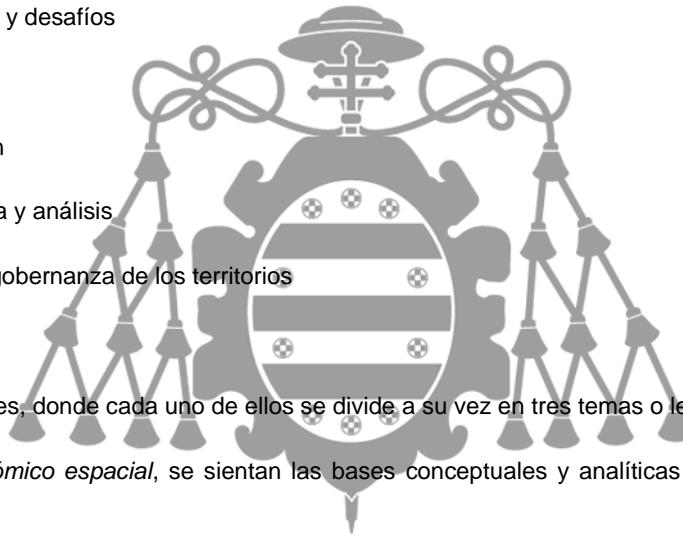 y desafíos
n
a y análisis
gobernanza de los territorios
es, donde cada uno de ellos se divide a su vez en tres temas o le
ómico espacial, se sientan las bases conceptuales y analíticas